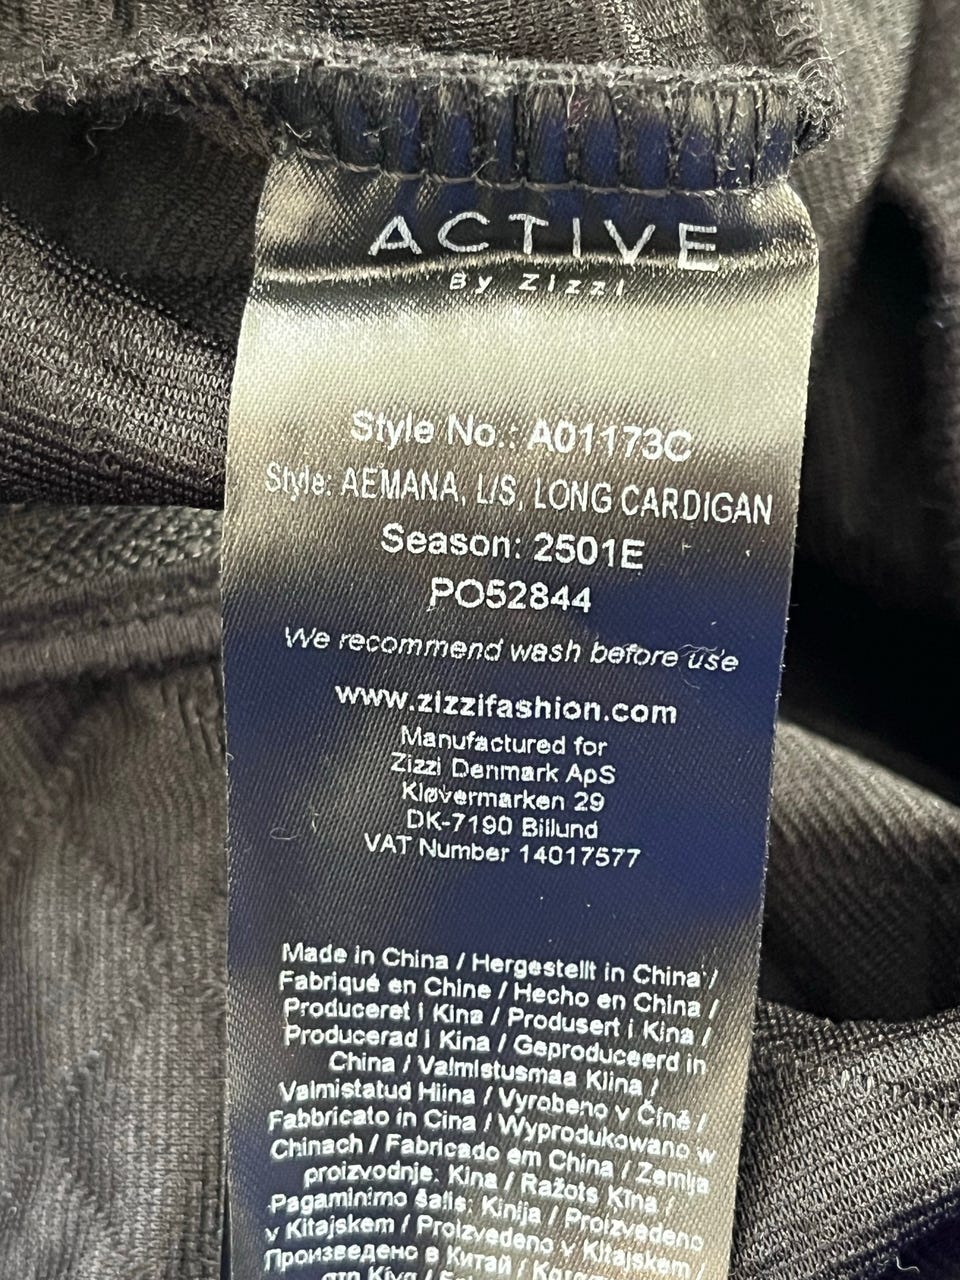 ACTIVE
By Zizzi
Style No.: A01173C
Style: AEMANA, L/S, LONG CARDIGAN
Season: 2501E
PO52844
We recommend wash before use
www.zizzifashion.com
Manufactured for
Zizzi Denmark ApS
Kløvermarken 29
DK-7190 Billund
VAT Number 14017577
Made in China / Hergestellt in China /
Fabriqué en Chine / Hecho en China /
Produceret i Kina / Produsert i Kina /
Producerad i Kina / Geproduceerd in
China / Valmistusmaa Kiina /
Valmistatud Hiina / Vyrobeno v Číně /
Fabbricato in Cina / Wyprodukowano w
Chinach / Fabricado em China / Zemlja
proizvodnje: Kina / Ražots Ķīna /
Pagaminimo šalis: Kinija / Proizvedeno
v Kitajskem / Proizvedeno v Kitajskem /
Произведено в Китай /
στη Κίνα /